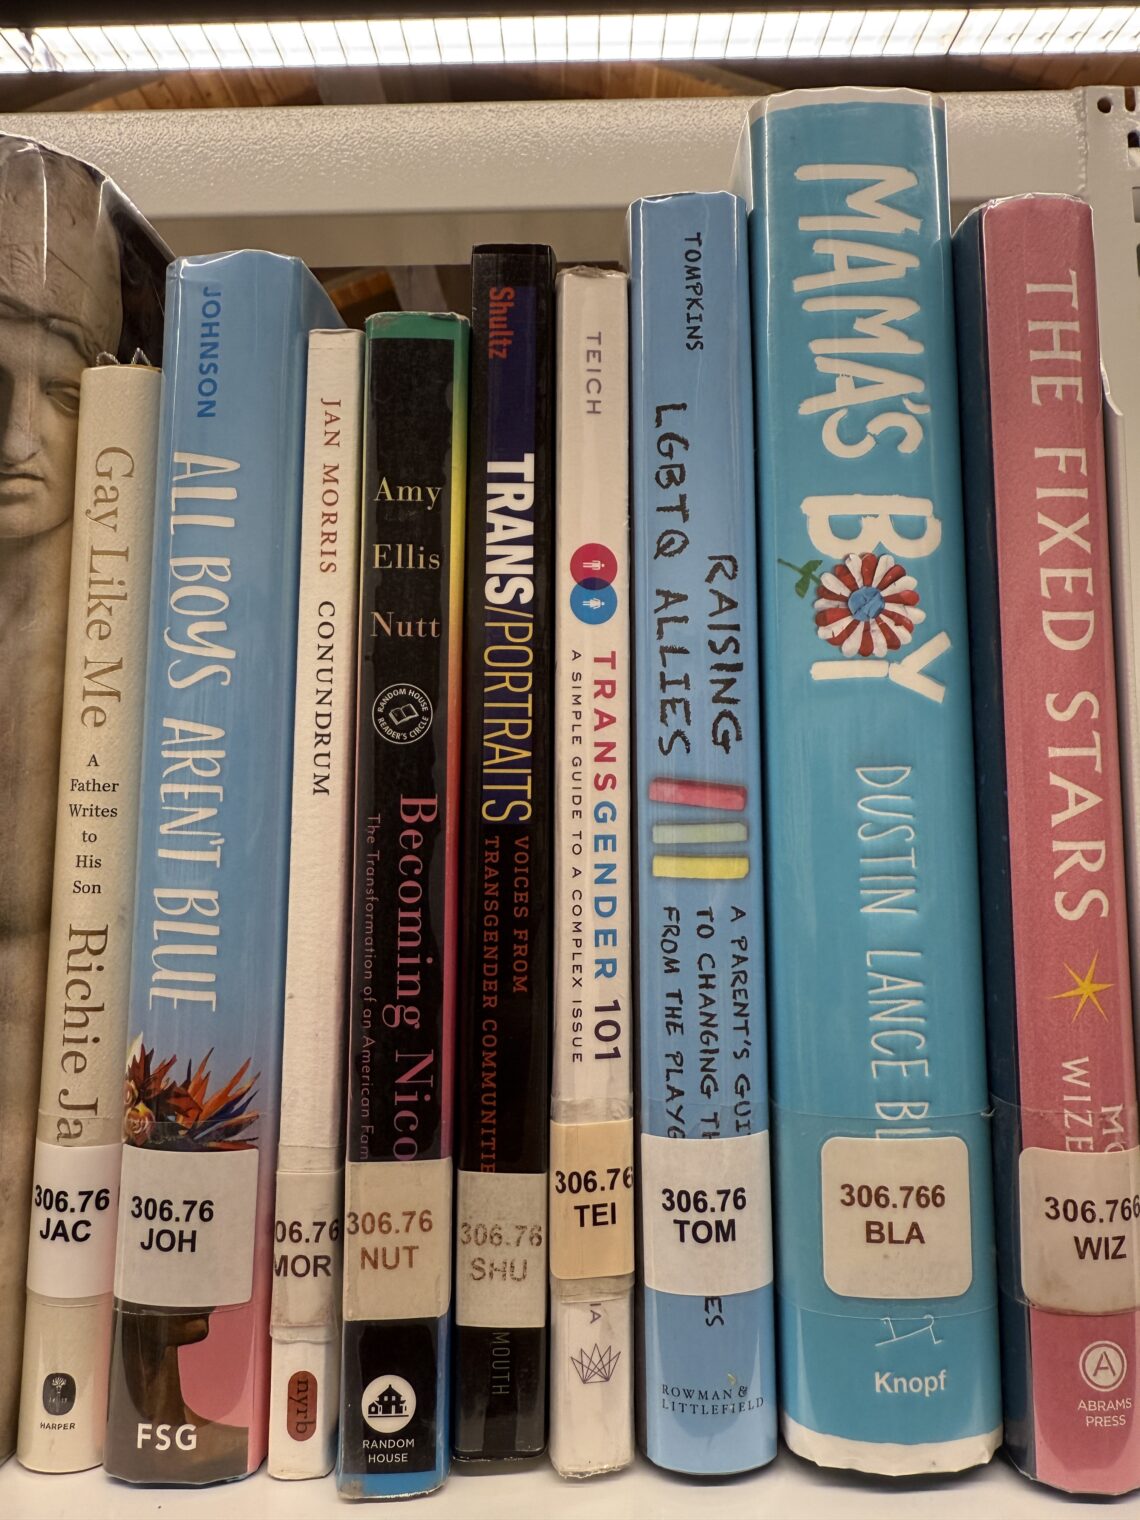 Gay Like Me
A
Father
Writes
to
His
Son
Richie Ja
306.76
JAC
HARPER
JOHNSON
ALL BOYS AREN'T BLUE
306.76
JOH
FSG
JAN MORRIS CONUNDRUM
06.76
MOR
nyrb
Amy
Ellis
Nutt
RANDOM HOUSE
READER'S CIRCLE
Becoming Nico
The Transformation of an American Fam
306.76
NUT
RANDOM
HOUSE
Shultz
TRANS/PORTRAITS
VOICES FROM
TRANSGENDER COMMUNITIE
306.76
SHU
MOUTH
TEICH
TRANSGENDER 101
A SIMPLE GUIDE TO A COMPLEX ISSUE
306.76
TEI
IA
TOMPKINS
RAISING
LGBTQ ALLIES
A PARENT'S GUI
TO CHANGING TH
FROM THE PLAYG
306.76
TOM
ES
ROWMAN &
LITTLEFIELD
MAMA'S BOY
DUSTIN LANCE BL
306.766
BLA
Knopf
THE FIXED STARS
MO
WIZE
306.766
WIZ
A
ABRAMS
PRESS